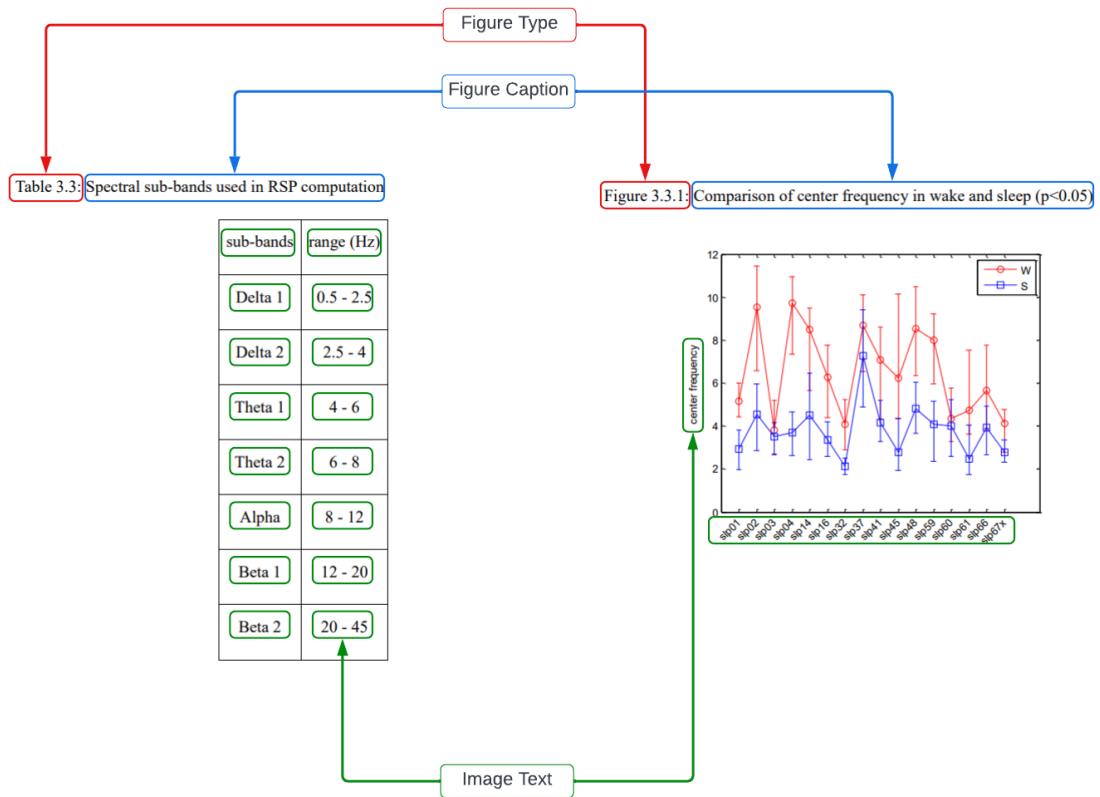 Figure Type
Figure Caption
Table 3.3: Spectral sub-bands used in RSP computation
sub-bands range (Hz)
Delta 1 0.5 - 2.5
Delta 2 2.5 - 4
Theta 1 4 - 6
Theta 2 6 - 8
Alpha 8 - 12
Beta 1 12 - 20
Beta 2 20 - 45
Figure 3.3.1: Comparison of center frequency in wake and sleep (p<0.05)
W
S
center frequency
12
10
8
6
4
2
0
slp01 slp02 slp03 slp04 slp14 slp16 slp32 slp37 slp41 slp45 slp48 slp59 slp60 slp61 slp66 slp67x
Image Text